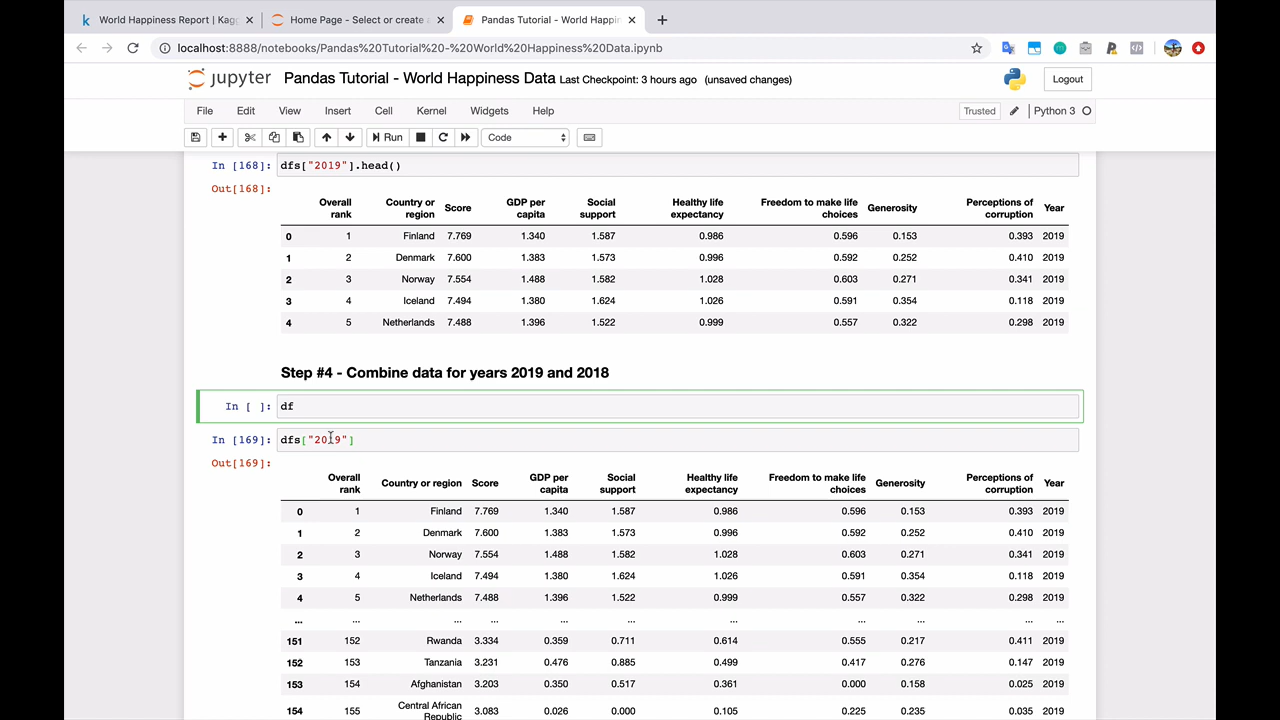 World Happiness Report | Kagg
Home Page - Select or create a
Pandas Tutorial - World Happin
localhost:8888/notebooks/Pandas%20Tutorial%20-%20World%20Happiness%20Data.ipynb
jupyter Pandas Tutorial - World Happiness Data Last Checkpoint: 3 hours ago (unsaved changes)
Logout
File Edit View Insert Cell Kernel Widgets Help
Trusted Python 3
Run Code
In [168]: dfs["2019"].head()
Out[168]:
Overall rank Country or region Score GDP per capita Social support Healthy life expectancy Freedom to make life choices Generosity Perceptions of corruption Year
0 1 Finland 7.769 1.340 1.587 0.986 0.596 0.153 0.393 2019
1 2 Denmark 7.600 1.383 1.573 0.996 0.592 0.252 0.410 2019
2 3 Norway 7.554 1.488 1.582 1.028 0.603 0.271 0.341 2019
3 4 Iceland 7.494 1.380 1.624 1.026 0.591 0.354 0.118 2019
4 5 Netherlands 7.488 1.396 1.522 0.999 0.557 0.322 0.298 2019
Step #4 - Combine data for years 2019 and 2018
In [ ]: df
In [169]: dfs["2019"]
Out[169]:
Overall rank Country or region Score GDP per capita Social support Healthy life expectancy Freedom to make life choices Generosity Perceptions of corruption Year
0 1 Finland 7.769 1.340 1.587 0.986 0.596 0.153 0.393 2019
1 2 Denmark 7.600 1.383 1.573 0.996 0.592 0.252 0.410 2019
2 3 Norway 7.554 1.488 1.582 1.028 0.603 0.271 0.341 2019
3 4 Iceland 7.494 1.380 1.624 1.026 0.591 0.354 0.118 2019
4 5 Netherlands 7.488 1.396 1.522 0.999 0.557 0.322 0.298 2019
... ... ... ... ... ... ... ... ... ... ...
151 152 Rwanda 3.334 0.359 0.711 0.614 0.555 0.217 0.411 2019
152 153 Tanzania 3.231 0.476 0.885 0.499 0.417 0.276 0.147 2019
153 154 Afghanistan 3.203 0.350 0.517 0.361 0.000 0.158 0.025 2019
154 155 Central African Republic 3.083 0.026 0.000 0.105 0.225 0.235 0.035 2019